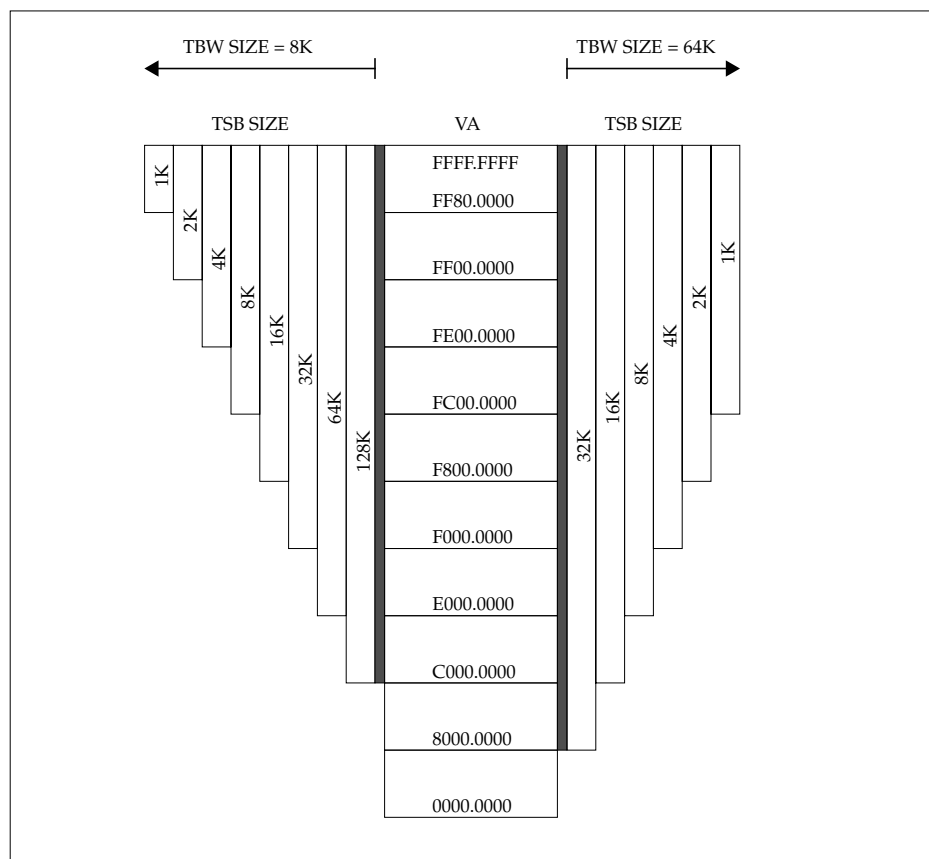 TBW SIZE = 8K
TBW SIZE = 64K
TSB SIZE
VA
TSB SIZE
FFFF.FFFF
FF80.0000
FF00.0000
FE00.0000
FC00.0000
F800.0000
F000.0000
E000.0000
C000.0000
8000.0000
0000.0000
1K
2K
4K
8K
16K
32K
64K
128K
32K
16K
8K
4K
2K
1K